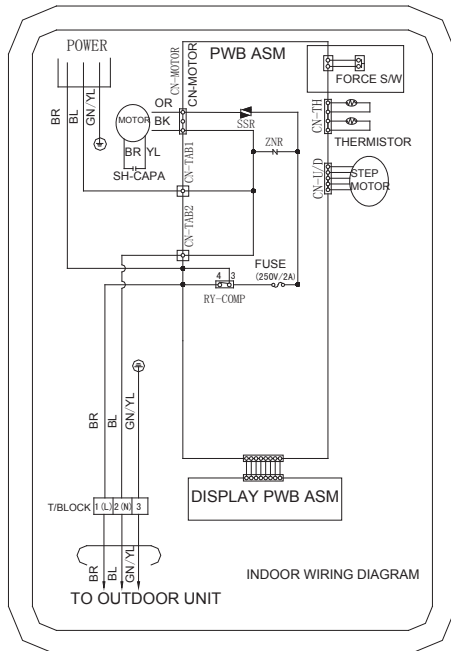 POWER
PWB ASM
CN-MOTOR
CN-MOTOR
FORCE S/W
BR
BL
GN/YL
MOTOR
OR
BK
SSR
CN-TH
THERMISTOR
BR YL
SH-CAPA
CN-TAB1
ZNR
CN-U/D
STEP
MOTOR
CN-TAB2
4 3
FUSE
(250V/2A)
RY-COMP
BR
BL
GN/YL
DISPLAY PWB ASM
T/BLOCK 1(L) 2(N) 3
BR
BL
GN/YL
INDOOR WIRING DIAGRAM
TO OUTDOOR UNIT